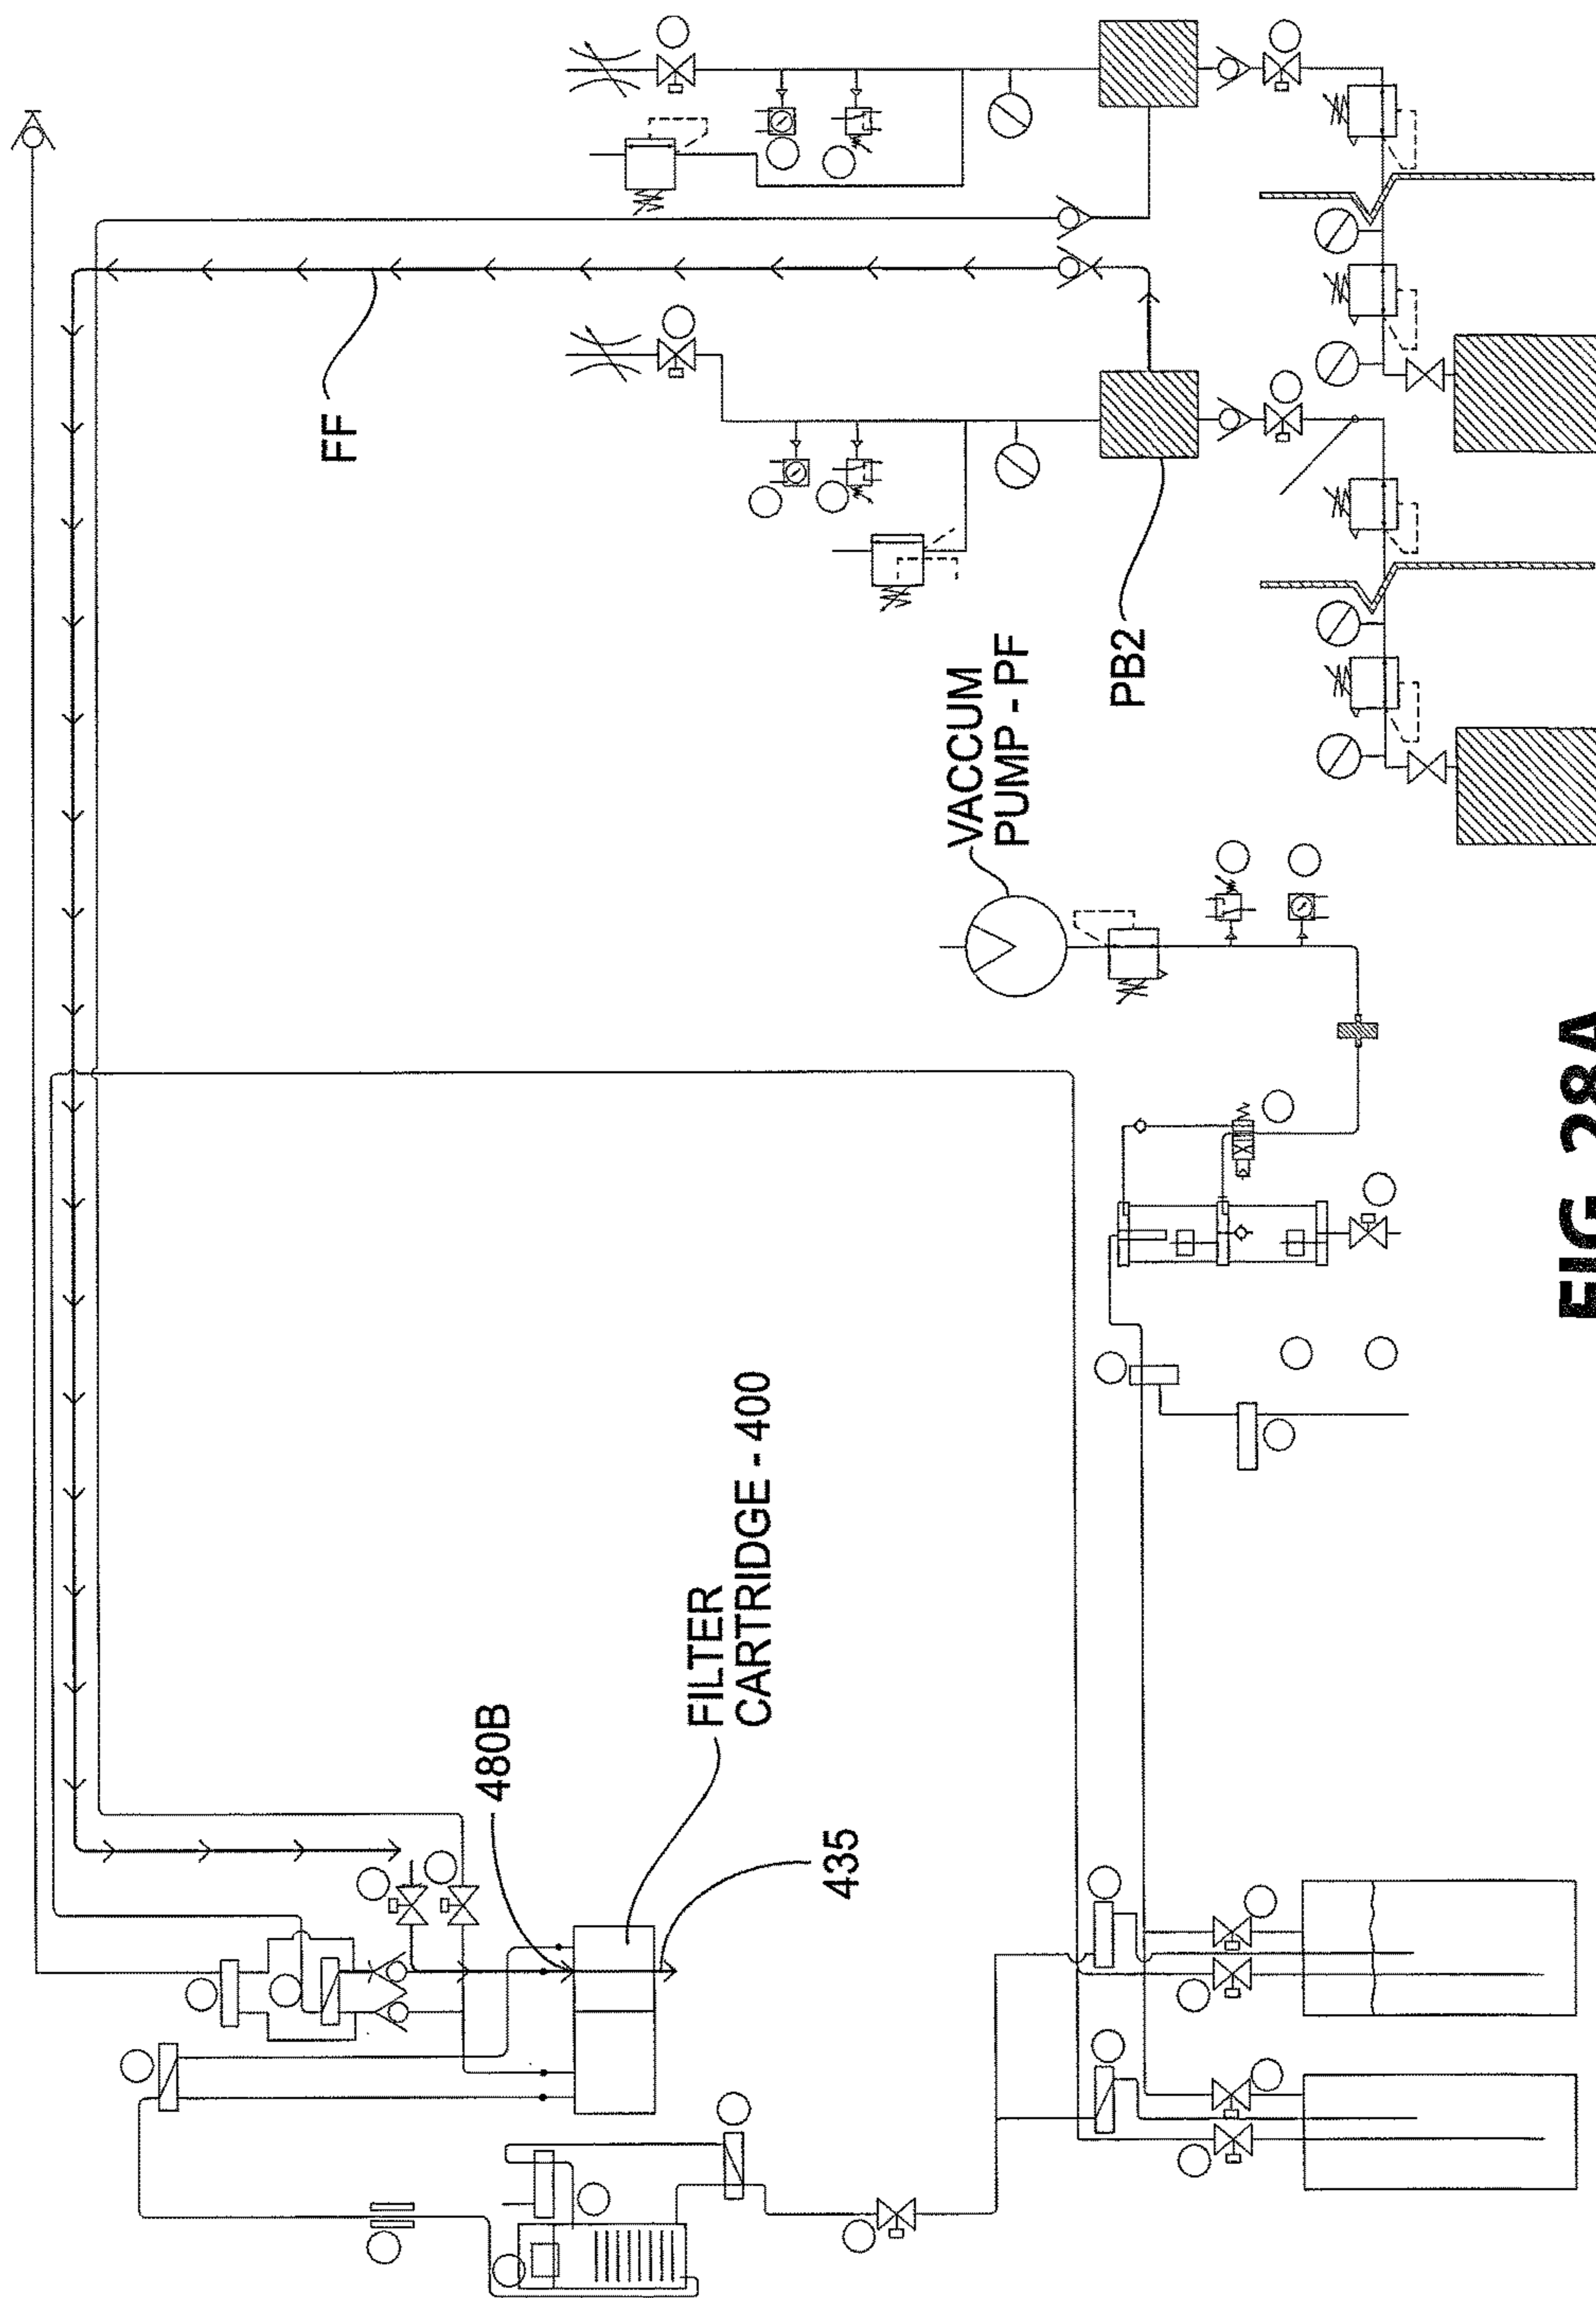 FF
VACCUM
PUMP - PF
PB2
480B
FILTER
CARTRIDGE - 400
435
FIG. 28A